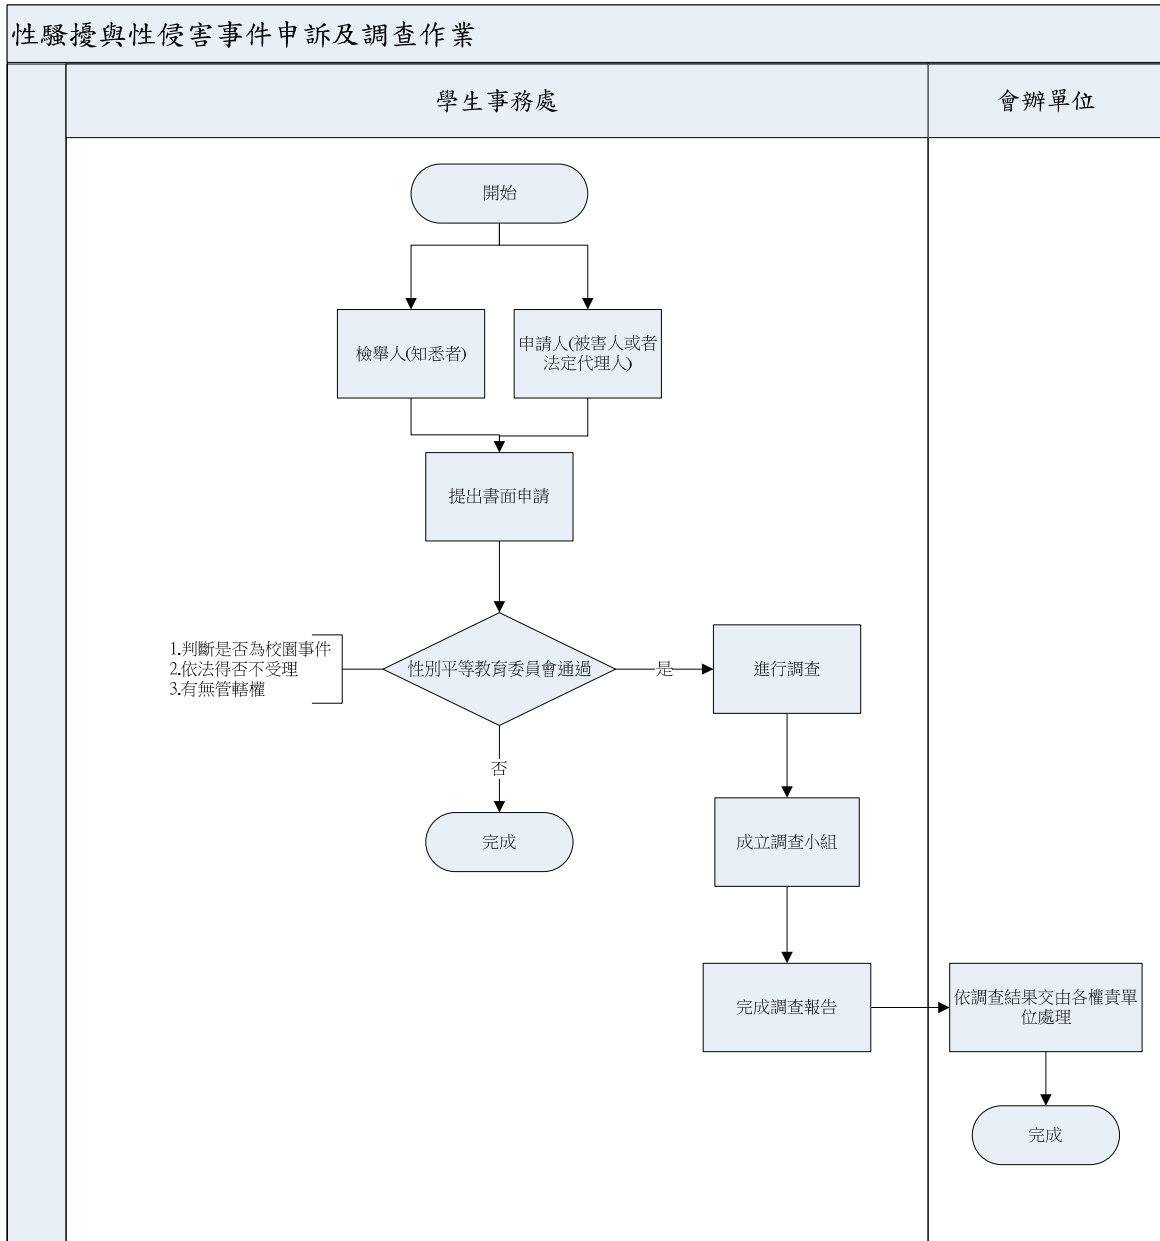 性騷擾與性侵害事件申訴及調查作業
學生事務處
會辦單位
開始
檢舉人(知悉者)
申請人(被害人或者
法定代理人)
提出書面申請
1.判斷是否為校園事件
2.依法得否不受理
3.有無管轄權
性別平等教育委員會通過
是
進行調查
否
完成
成立調查小組
完成調查報告
依調查結果交由各權責單
位處理
完成